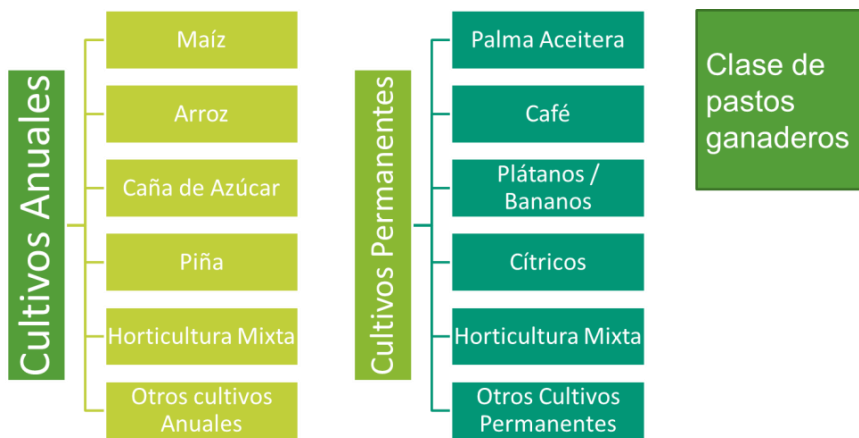 Cultivos Anuales
Maíz
Arroz
Caña de Azúcar
Piña
Horticultura Mixta
Otros cultivos
Anuales
Cultivos Permanentes
Palma Aceitera
Café
Plátanos /
Bananos
Cítricos
Horticultura Mixta
Otros Cultivos
Permanentes
Clase de
pastos
ganaderos